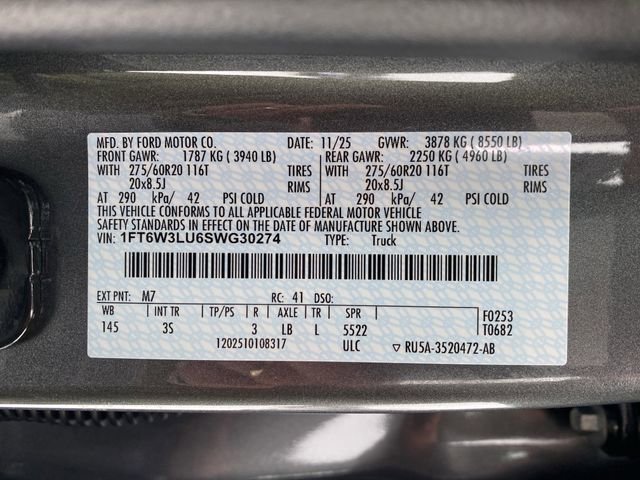 MFD. BY FORD MOTOR CO. DATE: 11/25 GVWR: 3878 KG ( 8550 LB)
FRONT GAWR: 1787 KG ( 3940 LB) REAR GAWR: 2250 KG ( 4960 LB)
WITH 275/60R20 116T TIRES WITH 275/60R20 116T TIRES
20x8.5J RIMS 20x8.5J RIMS
AT 290 kPa/ 42 PSI COLD AT 290 kPa/ 42 PSI COLD
THIS VEHICLE CONFORMS TO ALL APPLICABLE FEDERAL MOTOR VEHICLE
SAFETY STANDARDS IN EFFECT ON THE DATE OF MANUFACTURE SHOWN ABOVE.
VIN: 1FT6W3LU6SWG30274 TYPE: Truck
EXT PNT: M7 RC: 41 DSO:
WB INT TR TP/PS R AXLE TR SPR F0253
145 3S 3 LB L 5522 T0682
1202510108317 ULC ▽ RU5A-3520472-AB